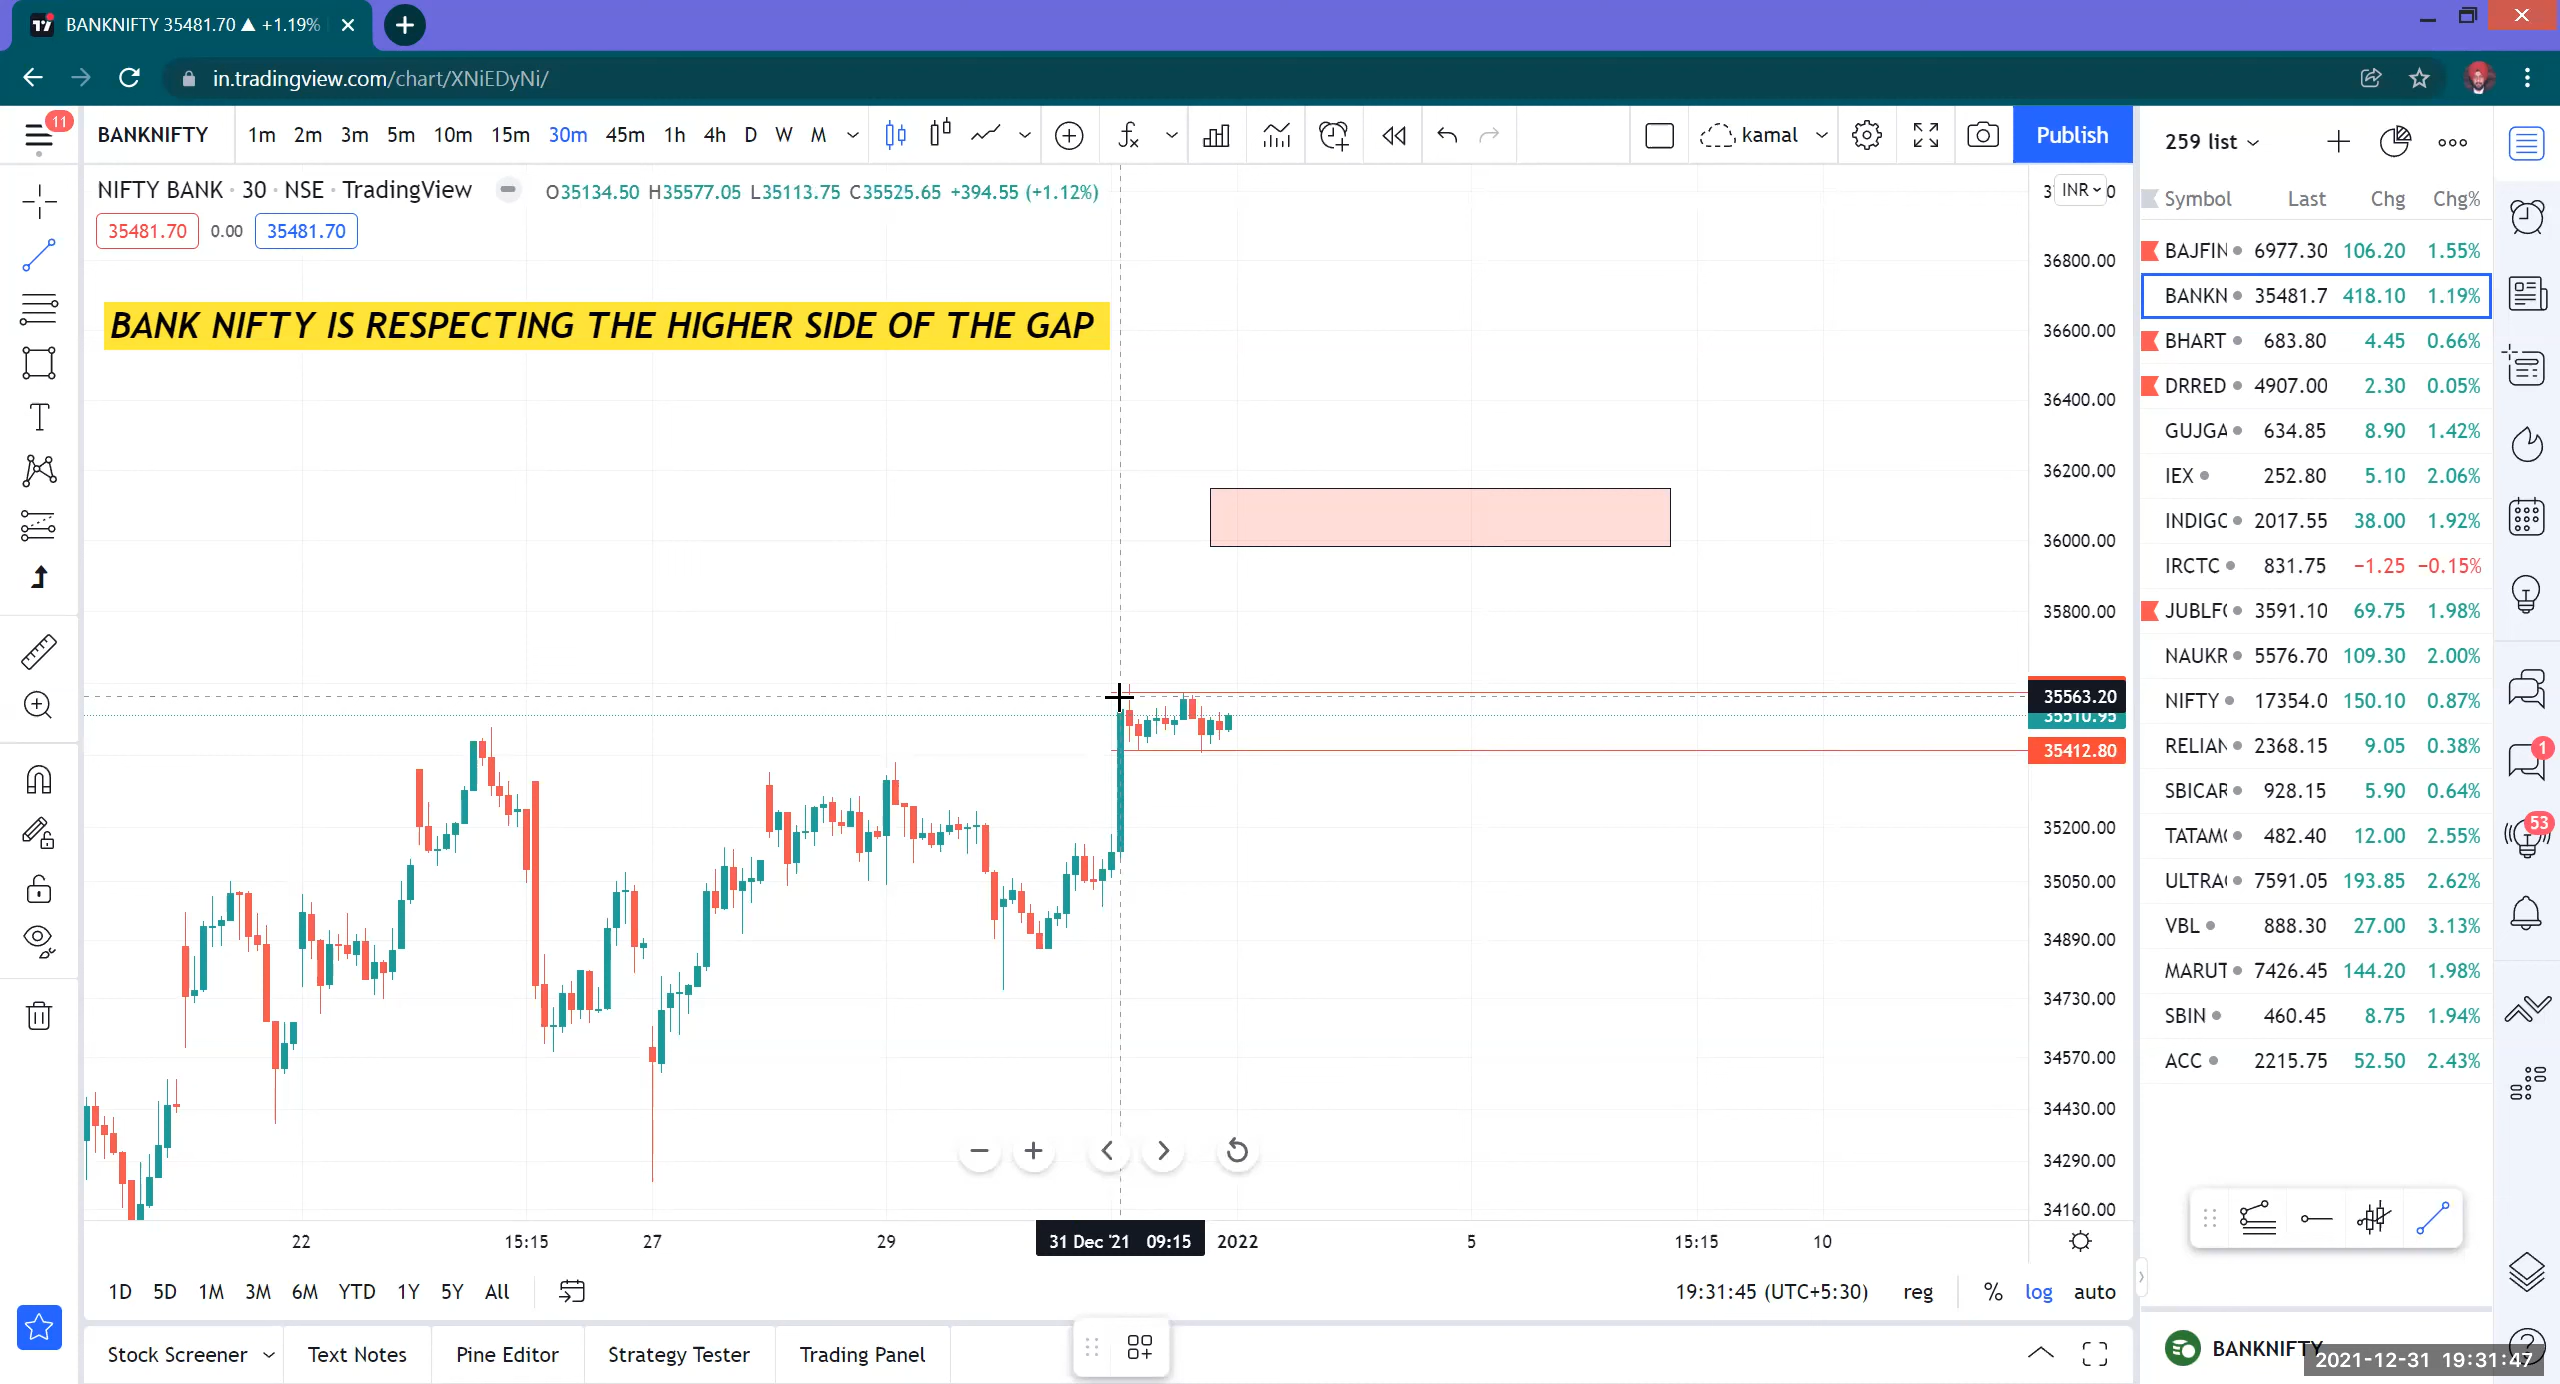 BANKNIFTY 35481.70 ▲ +1.19%
in.tradingview.com/chart/XNiEDyNi/
11
BANKNIFTY 1m 2m 3m 5m 10m 15m 30m 45m 1h 4h D W M kamal Publish
NIFTY BANK · 30 · NSE · TradingView O35134.50 H35577.05 L35113.75 C35525.65 +394.55 (+1.12%)
35481.70 0.00 35481.70
BANK NIFTY IS RESPECTING THE HIGHER SIDE OF THE GAP
INR
36800.00
36600.00
36400.00
36200.00
36000.00
35800.00
35563.20
35510.95
35412.80
35200.00
35050.00
34890.00
34730.00
34570.00
34430.00
34290.00
34160.00
22 15:15 27 29 31 Dec '21 09:15 2022 5 15:15 10
1D 5D 1M 3M 6M YTD 1Y 5Y All 19:31:45 (UTC+5:30) reg % log auto
Stock Screener Text Notes Pine Editor Strategy Tester Trading Panel
259 list
Symbol Last Chg Chg%
BAJFIN 6977.30 106.20 1.55%
BANKN 35481.7 418.10 1.19%
BHART 683.80 4.45 0.66%
DRRED 4907.00 2.30 0.05%
GUJGA 634.85 8.90 1.42%
IEX 252.80 5.10 2.06%
INDIGO 2017.55 38.00 1.92%
IRCTC 831.75 −1.25 −0.15%
JUBLFO 3591.10 69.75 1.98%
NAUKR 5576.70 109.30 2.00%
NIFTY 17354.0 150.10 0.87%
RELIAN 2368.15 9.05 0.38%
SBICAR 928.15 5.90 0.64%
TATAM 482.40 12.00 2.55%
ULTRA 7591.05 193.85 2.62%
VBL 888.30 27.00 3.13%
MARUT 7426.45 144.20 1.98%
SBIN 460.45 8.75 1.94%
ACC 2215.75 52.50 2.43%
1
53
BANKNIFTY
2021-12-31 19:31:47